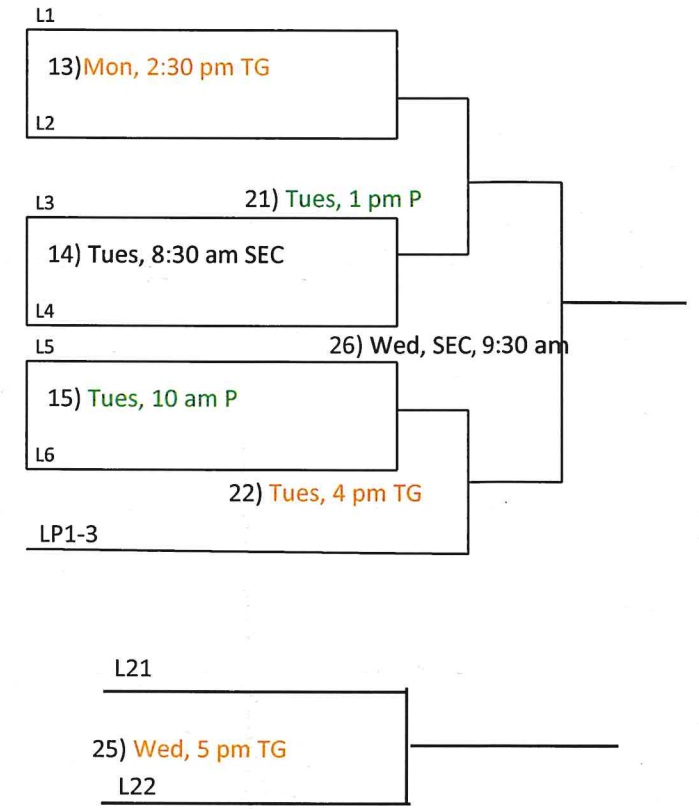 L1
13)Mon, 2:30 pm TG
L2
21) Tues, 1 pm P
L3
14) Tues, 8:30 am SEC
L4
26) Wed, SEC, 9:30 am
L5
15) Tues, 10 am P
L6
22) Tues, 4 pm TG
LP1-3
L21
25) Wed, 5 pm TG
L22